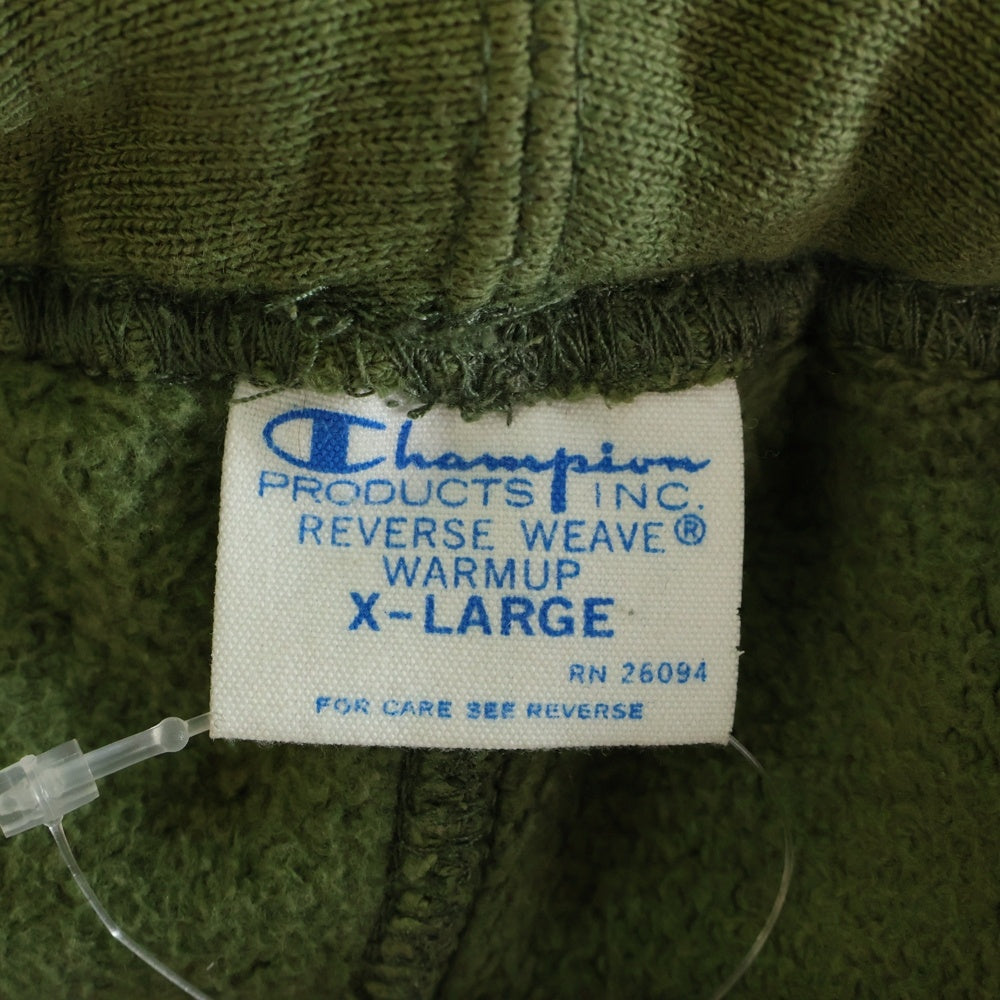 Champion
PRODUCTS INC.
REVERSE WEAVE®
WARMUP
X-LARGE
RN 26094
FOR CARE SEE REVERSE